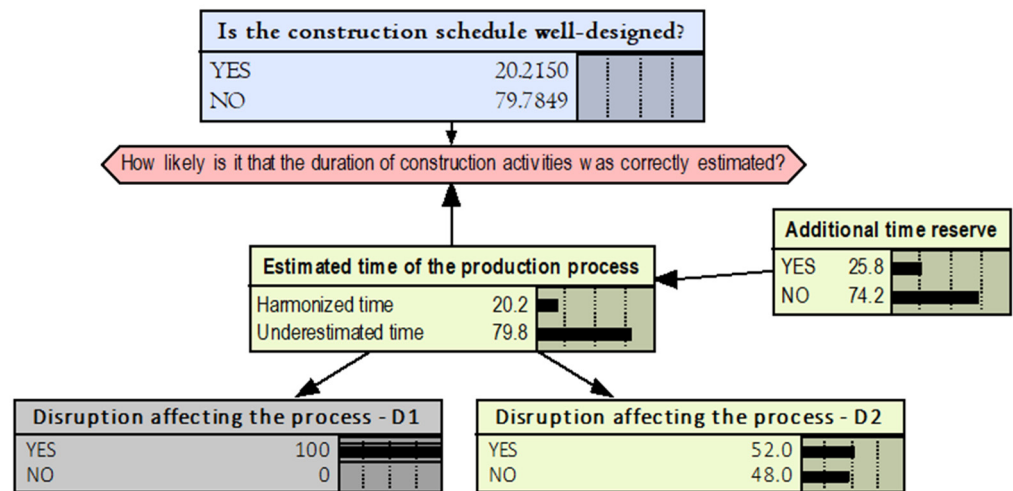 Is the construction schedule well-designed?
YES 20.2150
NO 79.7849
How likely is it that the duration of construction activities w as correctly estimated?
Additional time reserve
YES 25.8
NO 74.2
Estimated time of the production process
Harmonized time 20.2
Underestimated time 79.8
Disruption affecting the process - D1
YES 100
NO 0
Disruption affecting the process - D2
YES 52.0
NO 48.0